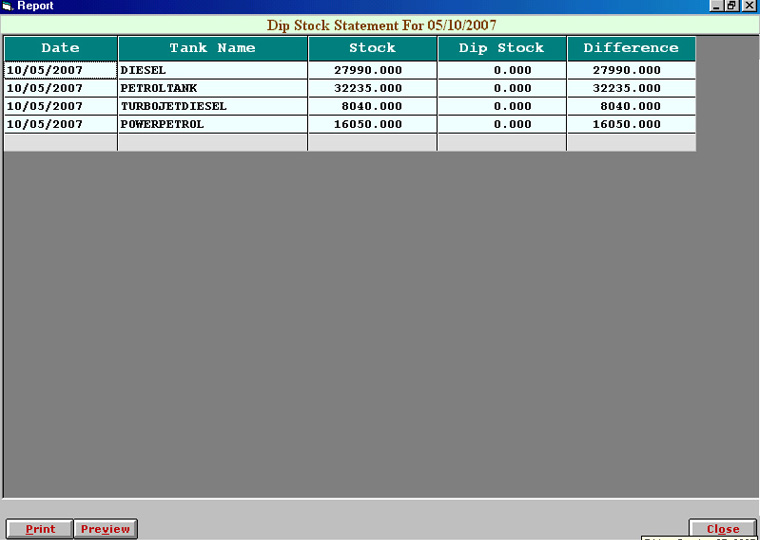 Report
Dip Stock Statement For 05/10/2007
Date Tank Name Stock Dip Stock Difference
10/05/2007 DIESEL 27990.000 0.000 27990.000
10/05/2007 PETROLTANK 32235.000 0.000 32235.000
10/05/2007 TURBOJETDIESEL 8040.000 0.000 8040.000
10/05/2007 POWERPETROL 16050.000 0.000 16050.000
Print Preview Close